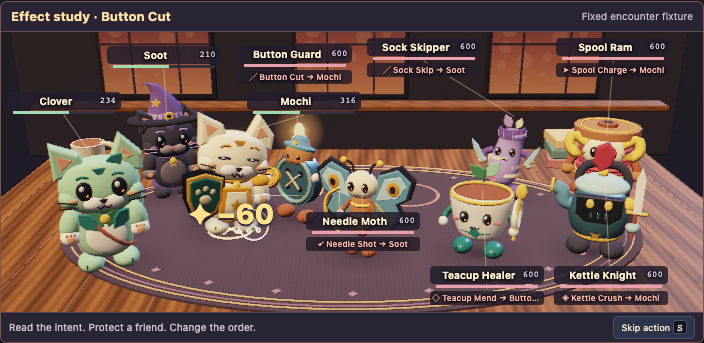 Effect study · Button Cut
Fixed encounter fixture
Soot 210
Button Guard 600
Button Cut → Mochi
Sock Skipper 600
Sock Skip → Soot
Spool Ram 600
Spool Charge → Mochi
Clover 234
Mochi 316
-60
Needle Moth 600
Needle Shot → Soot
Teacup Healer 600
Teacup Mend → Butto...
Kettle Knight 600
Kettle Crush → Mochi
Read the intent. Protect a friend. Change the order.
Skip action S